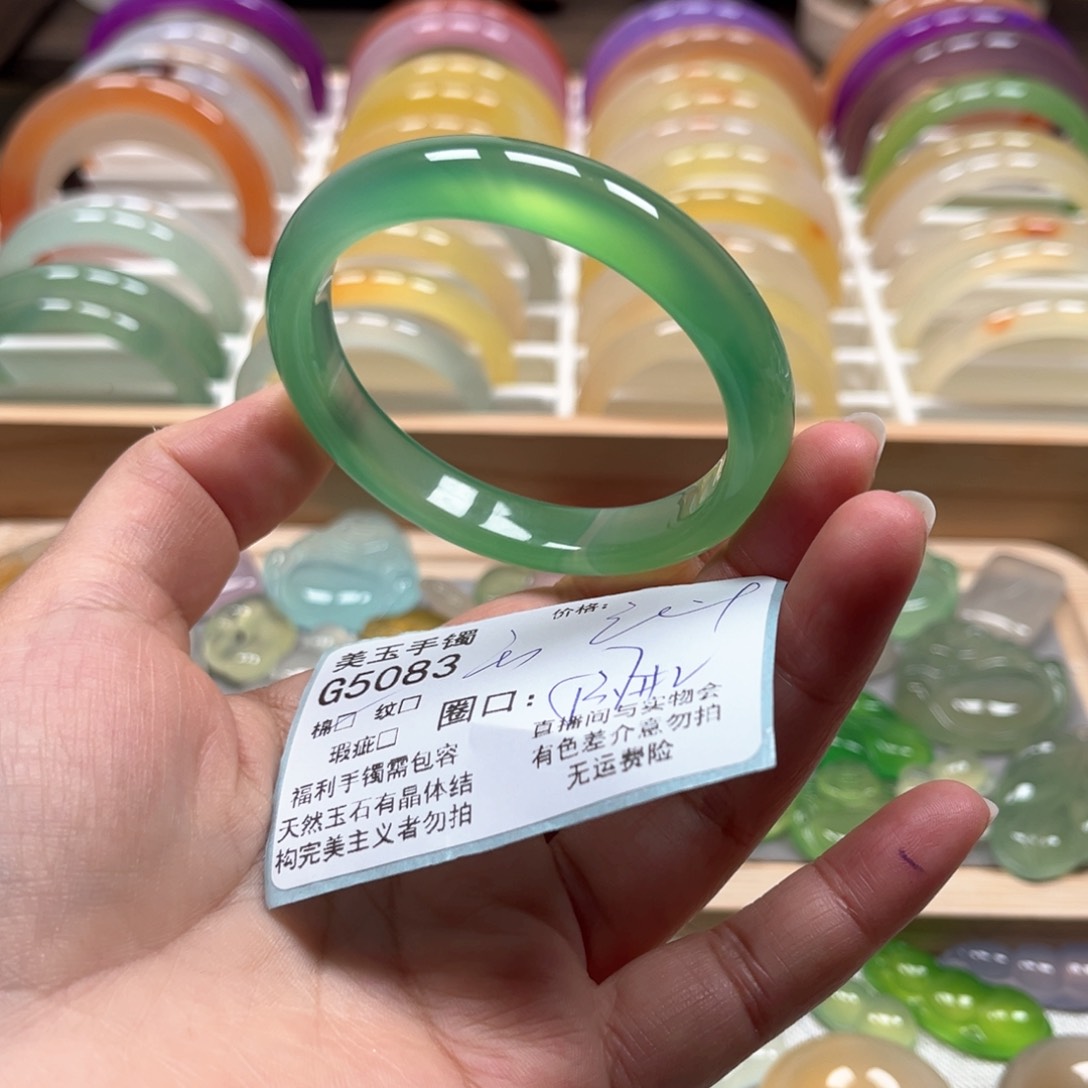 美玉手镯
价格:
G5083
棉☑ 纹□
圈口:
瑕疵□
福利手镯需包容
天然玉石有晶体结
构完美主义者勿拍
直播间与实物会
有色差介意勿拍
无运费险